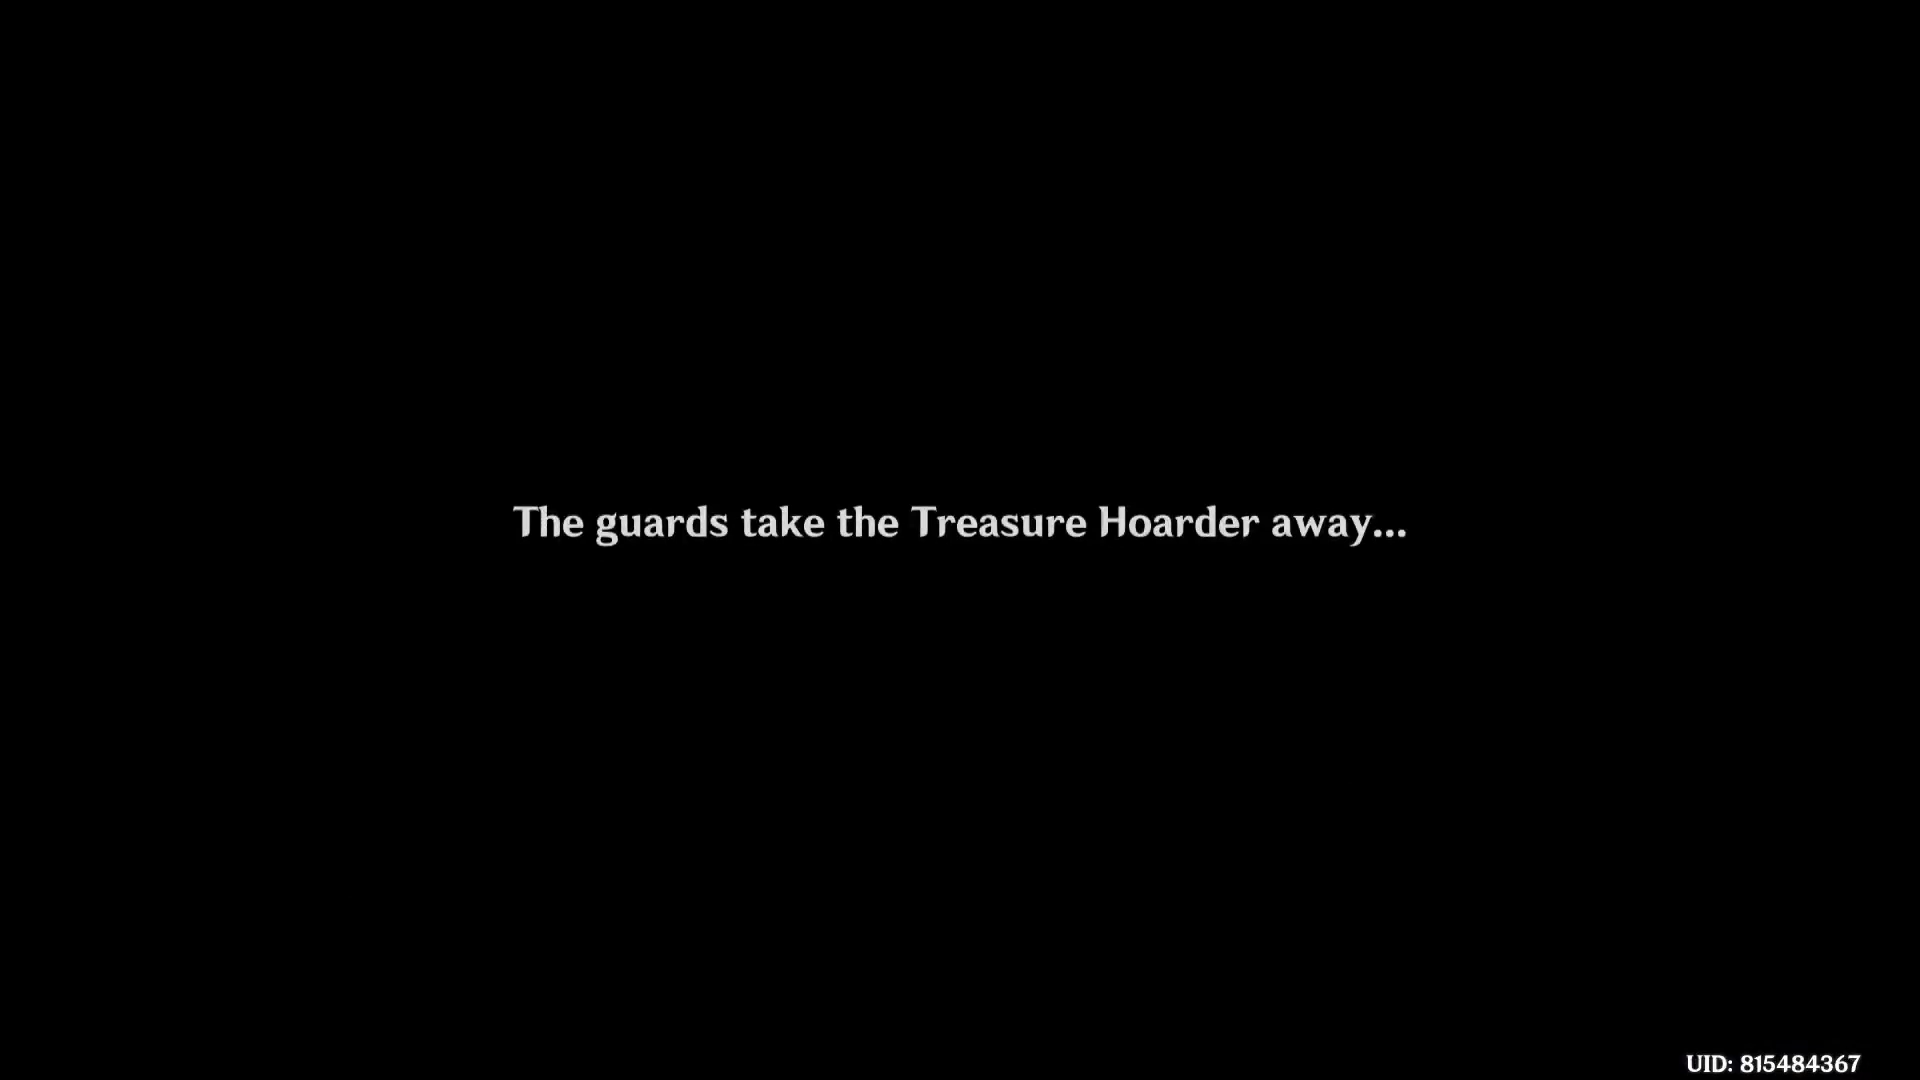 The guards take the Treasure Hoarder away...
UID: 815484367